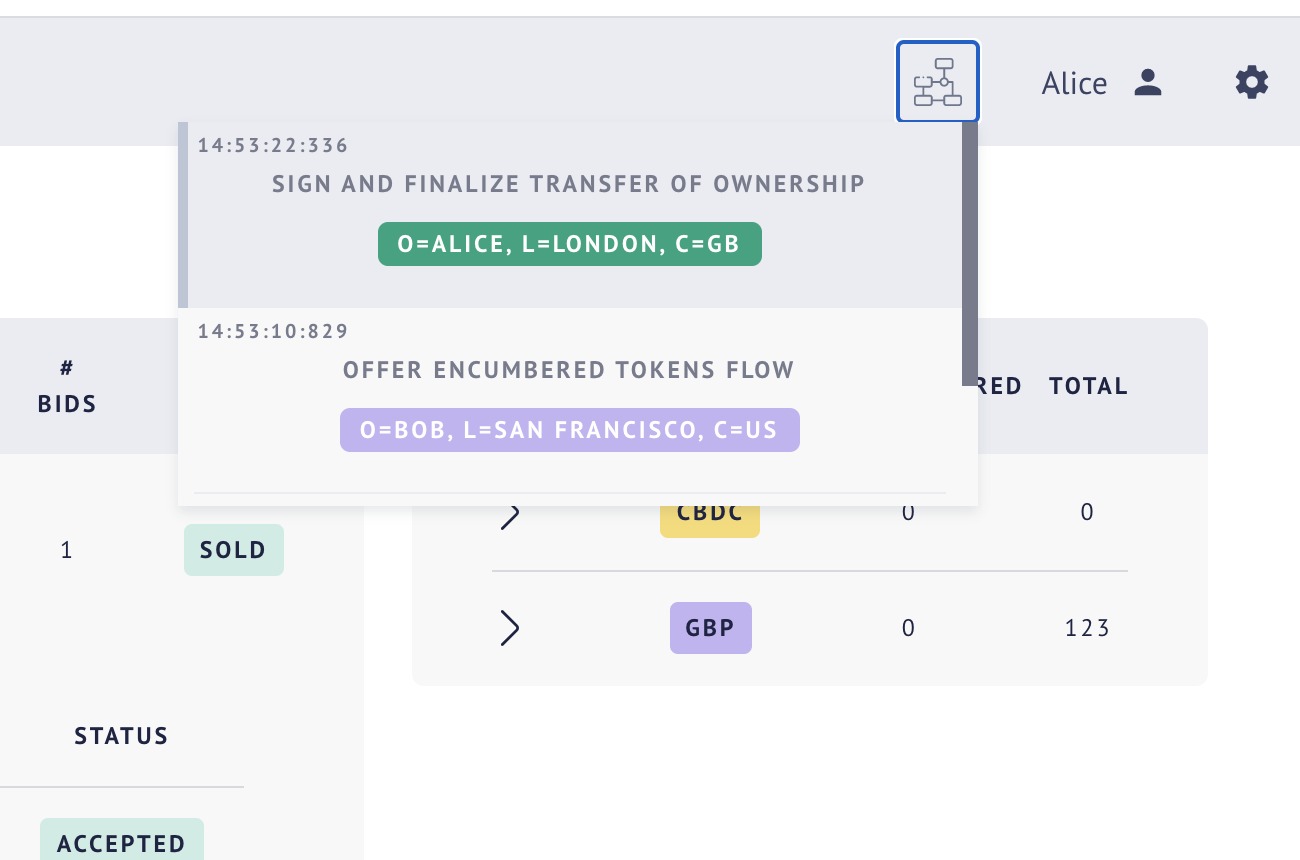 Alice
14:53:22:336
SIGN AND FINALIZE TRANSFER OF OWNERSHIP
O=ALICE, L=LONDON, C=GB
14:53:10:829
OFFER ENCUMBERED TOKENS FLOW
O=BOB, L=SAN FRANCISCO, C=US
#
BIDS
RED TOTAL
1 SOLD
CBDC 0 0
GBP 0 123
STATUS
ACCEPTED